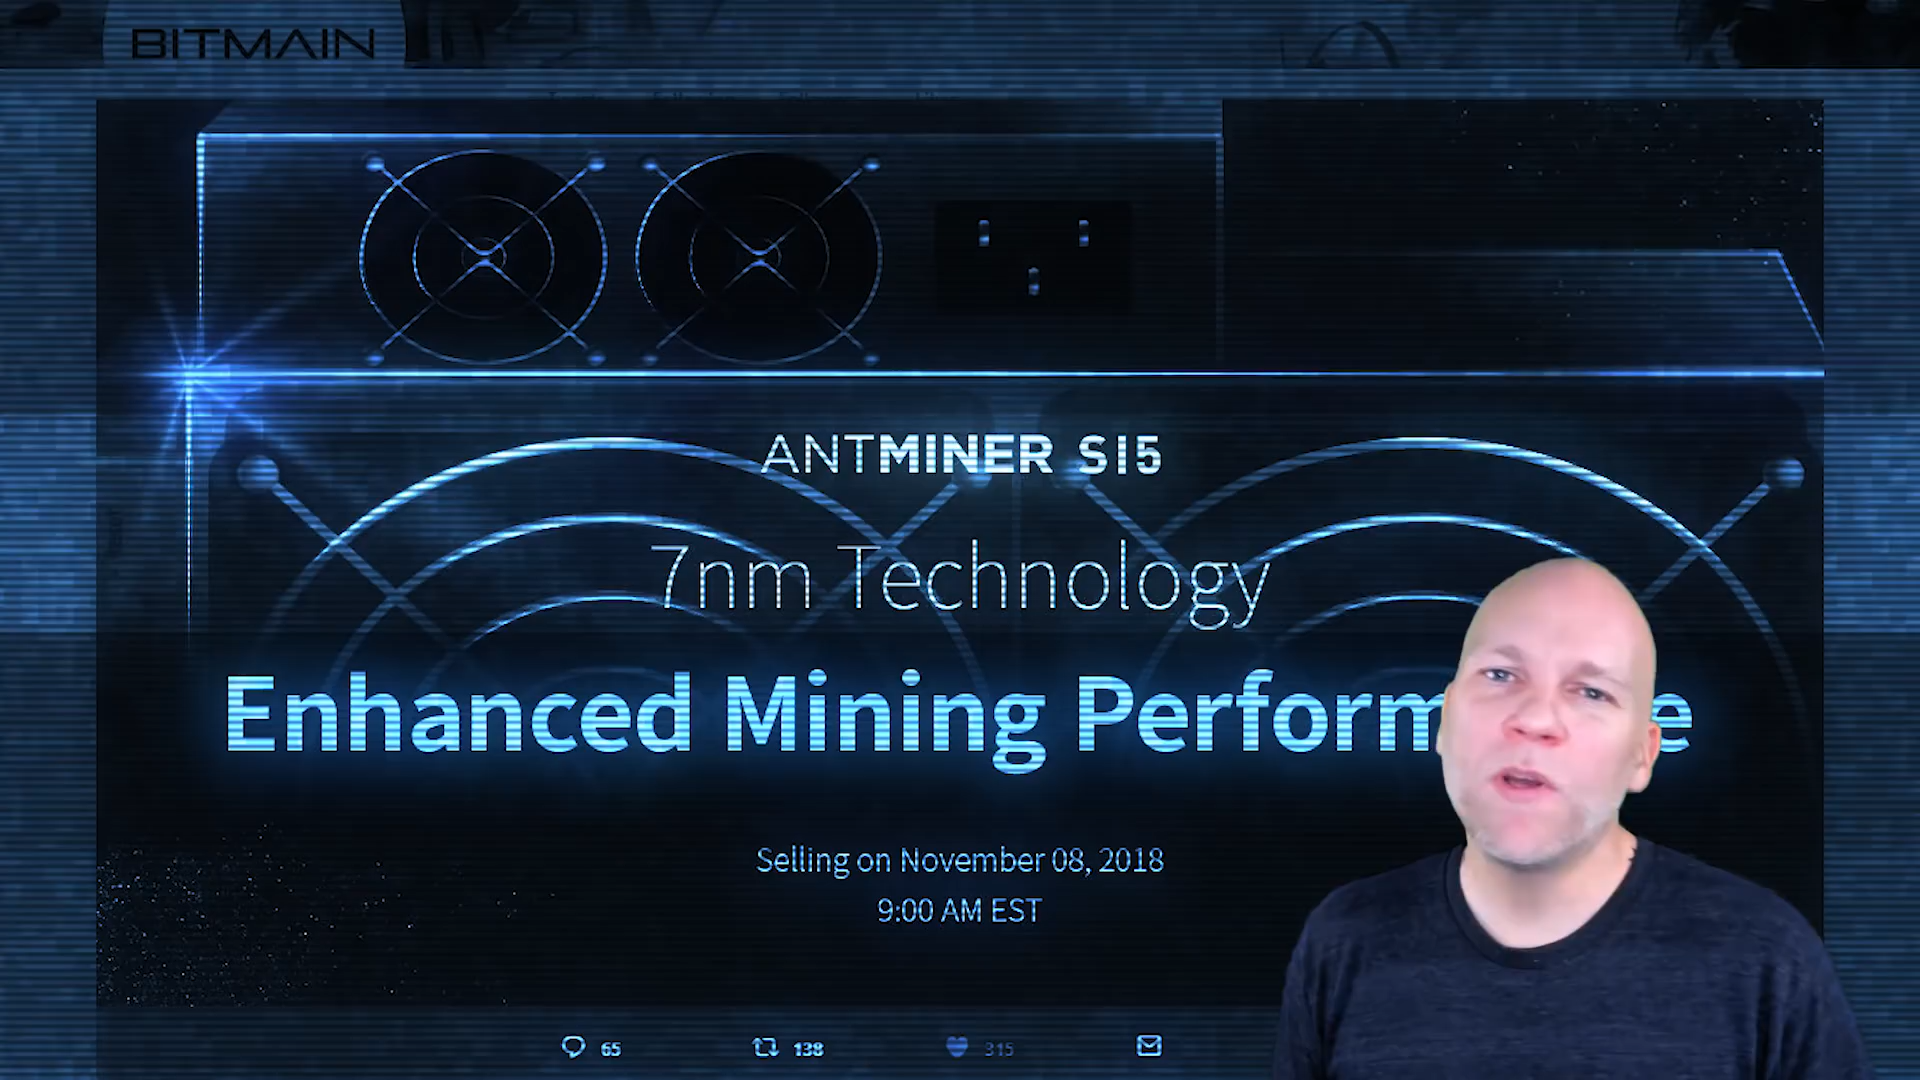 BITMAIN
ANTMINER S15
7nm Technology
Enhanced Mining
Selling on November 08, 2018
9:00 AM EST
65 138 315